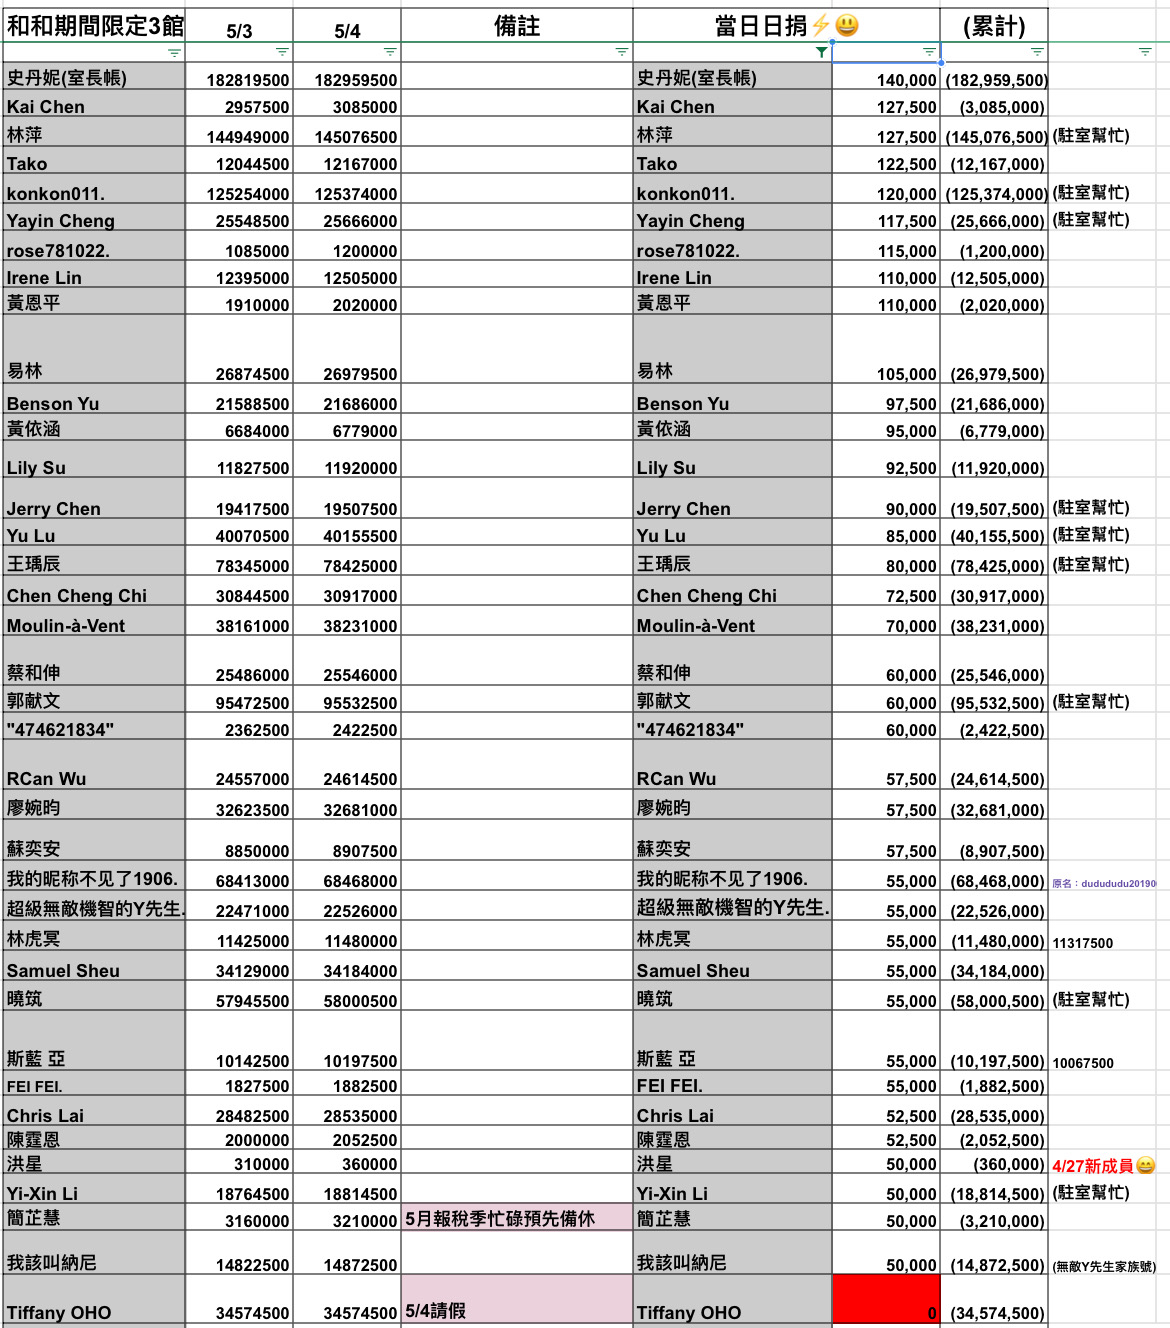 和和期間限定3館 5/3 5/4 備註 當日日捐⚡😃 (累計)
史丹妮(室長帳) 182819500 182959500 史丹妮(室長帳) 140,000 (182,959,500)
Kai Chen 2957500 3085000 Kai Chen 127,500 (3,085,000)
林萍 144949000 145076500 林萍 127,500 (145,076,500) (駐室幫忙)
Tako 12044500 12167000 Tako 122,500 (12,167,000)
konkon011. 125254000 125374000 konkon011. 120,000 (125,374,000) (駐室幫忙)
Yayin Cheng 25548500 25666000 Yayin Cheng 117,500 (25,666,000) (駐室幫忙)
rose781022. 1085000 1200000 rose781022. 115,000 (1,200,000)
Irene Lin 12395000 12505000 Irene Lin 110,000 (12,505,000)
黃恩平 1910000 2020000 黃恩平 110,000 (2,020,000)
易林 26874500 26979500 易林 105,000 (26,979,500)
Benson Yu 21588500 21686000 Benson Yu 97,500 (21,686,000)
黃依涵 6684000 6779000 黃依涵 95,000 (6,779,000)
Lily Su 11827500 11920000 Lily Su 92,500 (11,920,000)
Jerry Chen 19417500 19507500 Jerry Chen 90,000 (19,507,500) (駐室幫忙)
Yu Lu 40070500 40155500 Yu Lu 85,000 (40,155,500) (駐室幫忙)
王瑀辰 78345000 78425000 王瑀辰 80,000 (78,425,000) (駐室幫忙)
Chen Cheng Chi 30844500 30917000 Chen Cheng Chi 72,500 (30,917,000)
Moulin-à-Vent 38161000 38231000 Moulin-à-Vent 70,000 (38,231,000)
蔡和伸 25486000 25546000 蔡和伸 60,000 (25,546,000)
郭献文 95472500 95532500 郭献文 60,000 (95,532,500) (駐室幫忙)
"474621834" 2362500 2422500 "474621834" 60,000 (2,422,500)
RCan Wu 24557000 24614500 RCan Wu 57,500 (24,614,500)
廖婉昀 32623500 32681000 廖婉昀 57,500 (32,681,000)
蘇奕安 8850000 8907500 蘇奕安 57,500 (8,907,500)
我的昵称不见了1906. 68413000 68468000 我的昵称不见了1906. 55,000 (68,468,000) 原名：dudududu20190
超級無敵機智的Y先生. 22471000 22526000 超級無敵機智的Y先生. 55,000 (22,526,000)
林虎冥 11425000 11480000 林虎冥 55,000 (11,480,000) 11317500
Samuel Sheu 34129000 34184000 Samuel Sheu 55,000 (34,184,000)
曉筑 57945500 58000500 曉筑 55,000 (58,000,500) (駐室幫忙)
斯藍 亞 10142500 10197500 斯藍 亞 55,000 (10,197,500) 10067500
FEI FEI. 1827500 1882500 FEI FEI. 55,000 (1,882,500)
Chris Lai 28482500 28535000 Chris Lai 52,500 (28,535,000)
陳霆恩 2000000 2052500 陳霆恩 52,500 (2,052,500)
洪星 310000 360000 洪星 50,000 (360,000) 4/27新成員😄
Yi-Xin Li 18764500 18814500 Yi-Xin Li 50,000 (18,814,500) (駐室幫忙)
簡芷慧 3160000 3210000 5月報稅季忙碌預先備休 簡芷慧 50,000 (3,210,000)
我該叫納尼 14822500 14872500 我該叫納尼 50,000 (14,872,500) (無敵Y先生家族號)
Tiffany OHO 34574500 34574500 5/4請假 Tiffany OHO 0 (34,574,500)